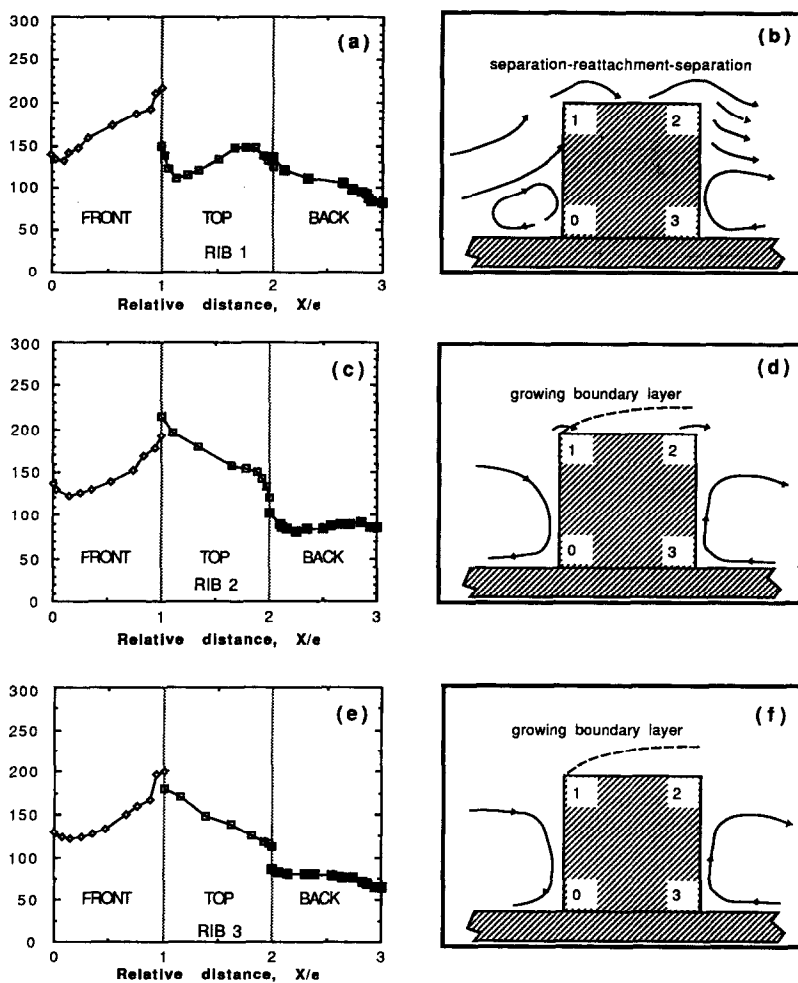 (a)
300
250
200
150
100
50
0
FRONT TOP BACK
RIB 1
0 1 2 3
Relative distance, X/e
(b)
separation-reattachment-separation
1 2
0 3
(c)
300
250
200
150
100
50
0
FRONT TOP BACK
RIB 2
0 1 2 3
Relative distance, X/e
(d)
growing boundary layer
1 2
0 3
(e)
300
250
200
150
100
50
0
FRONT TOP BACK
RIB 3
0 1 2 3
Relative distance, X/e
(f)
growing boundary layer
1 2
0 3